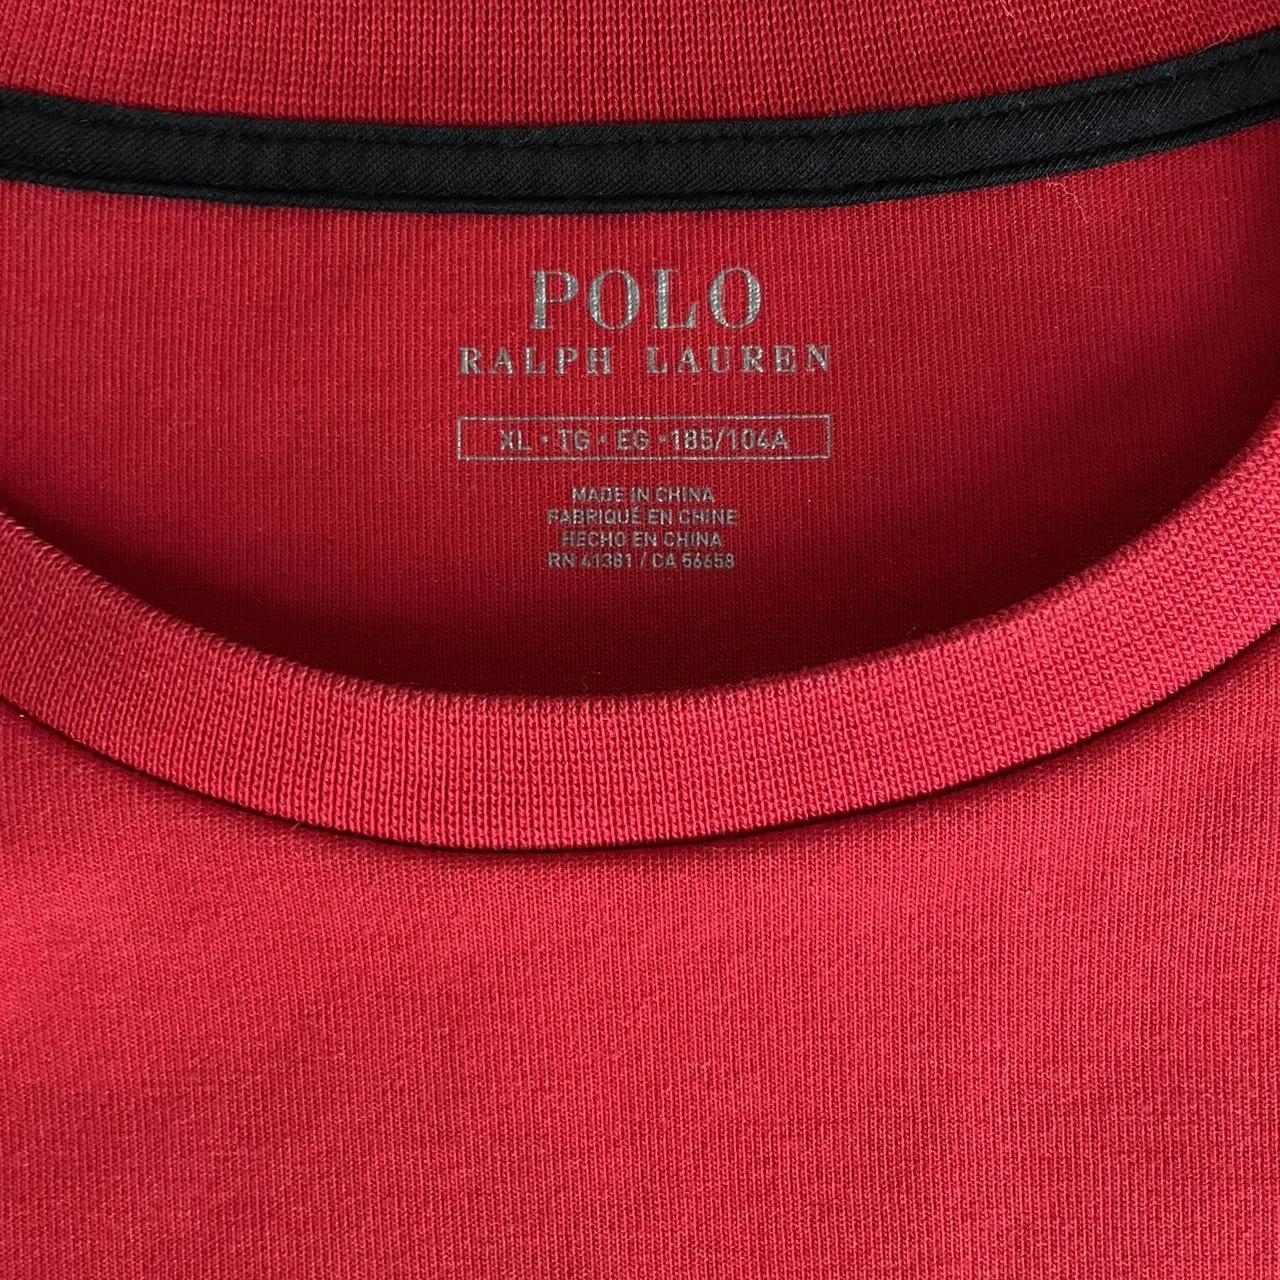 POLO
RALPH LAUREN
XL • TG • EG • 185/104A
MADE IN CHINA
FABRIQUÉ EN CHINE
HECHO EN CHINA
RN 41381 / CA 56658